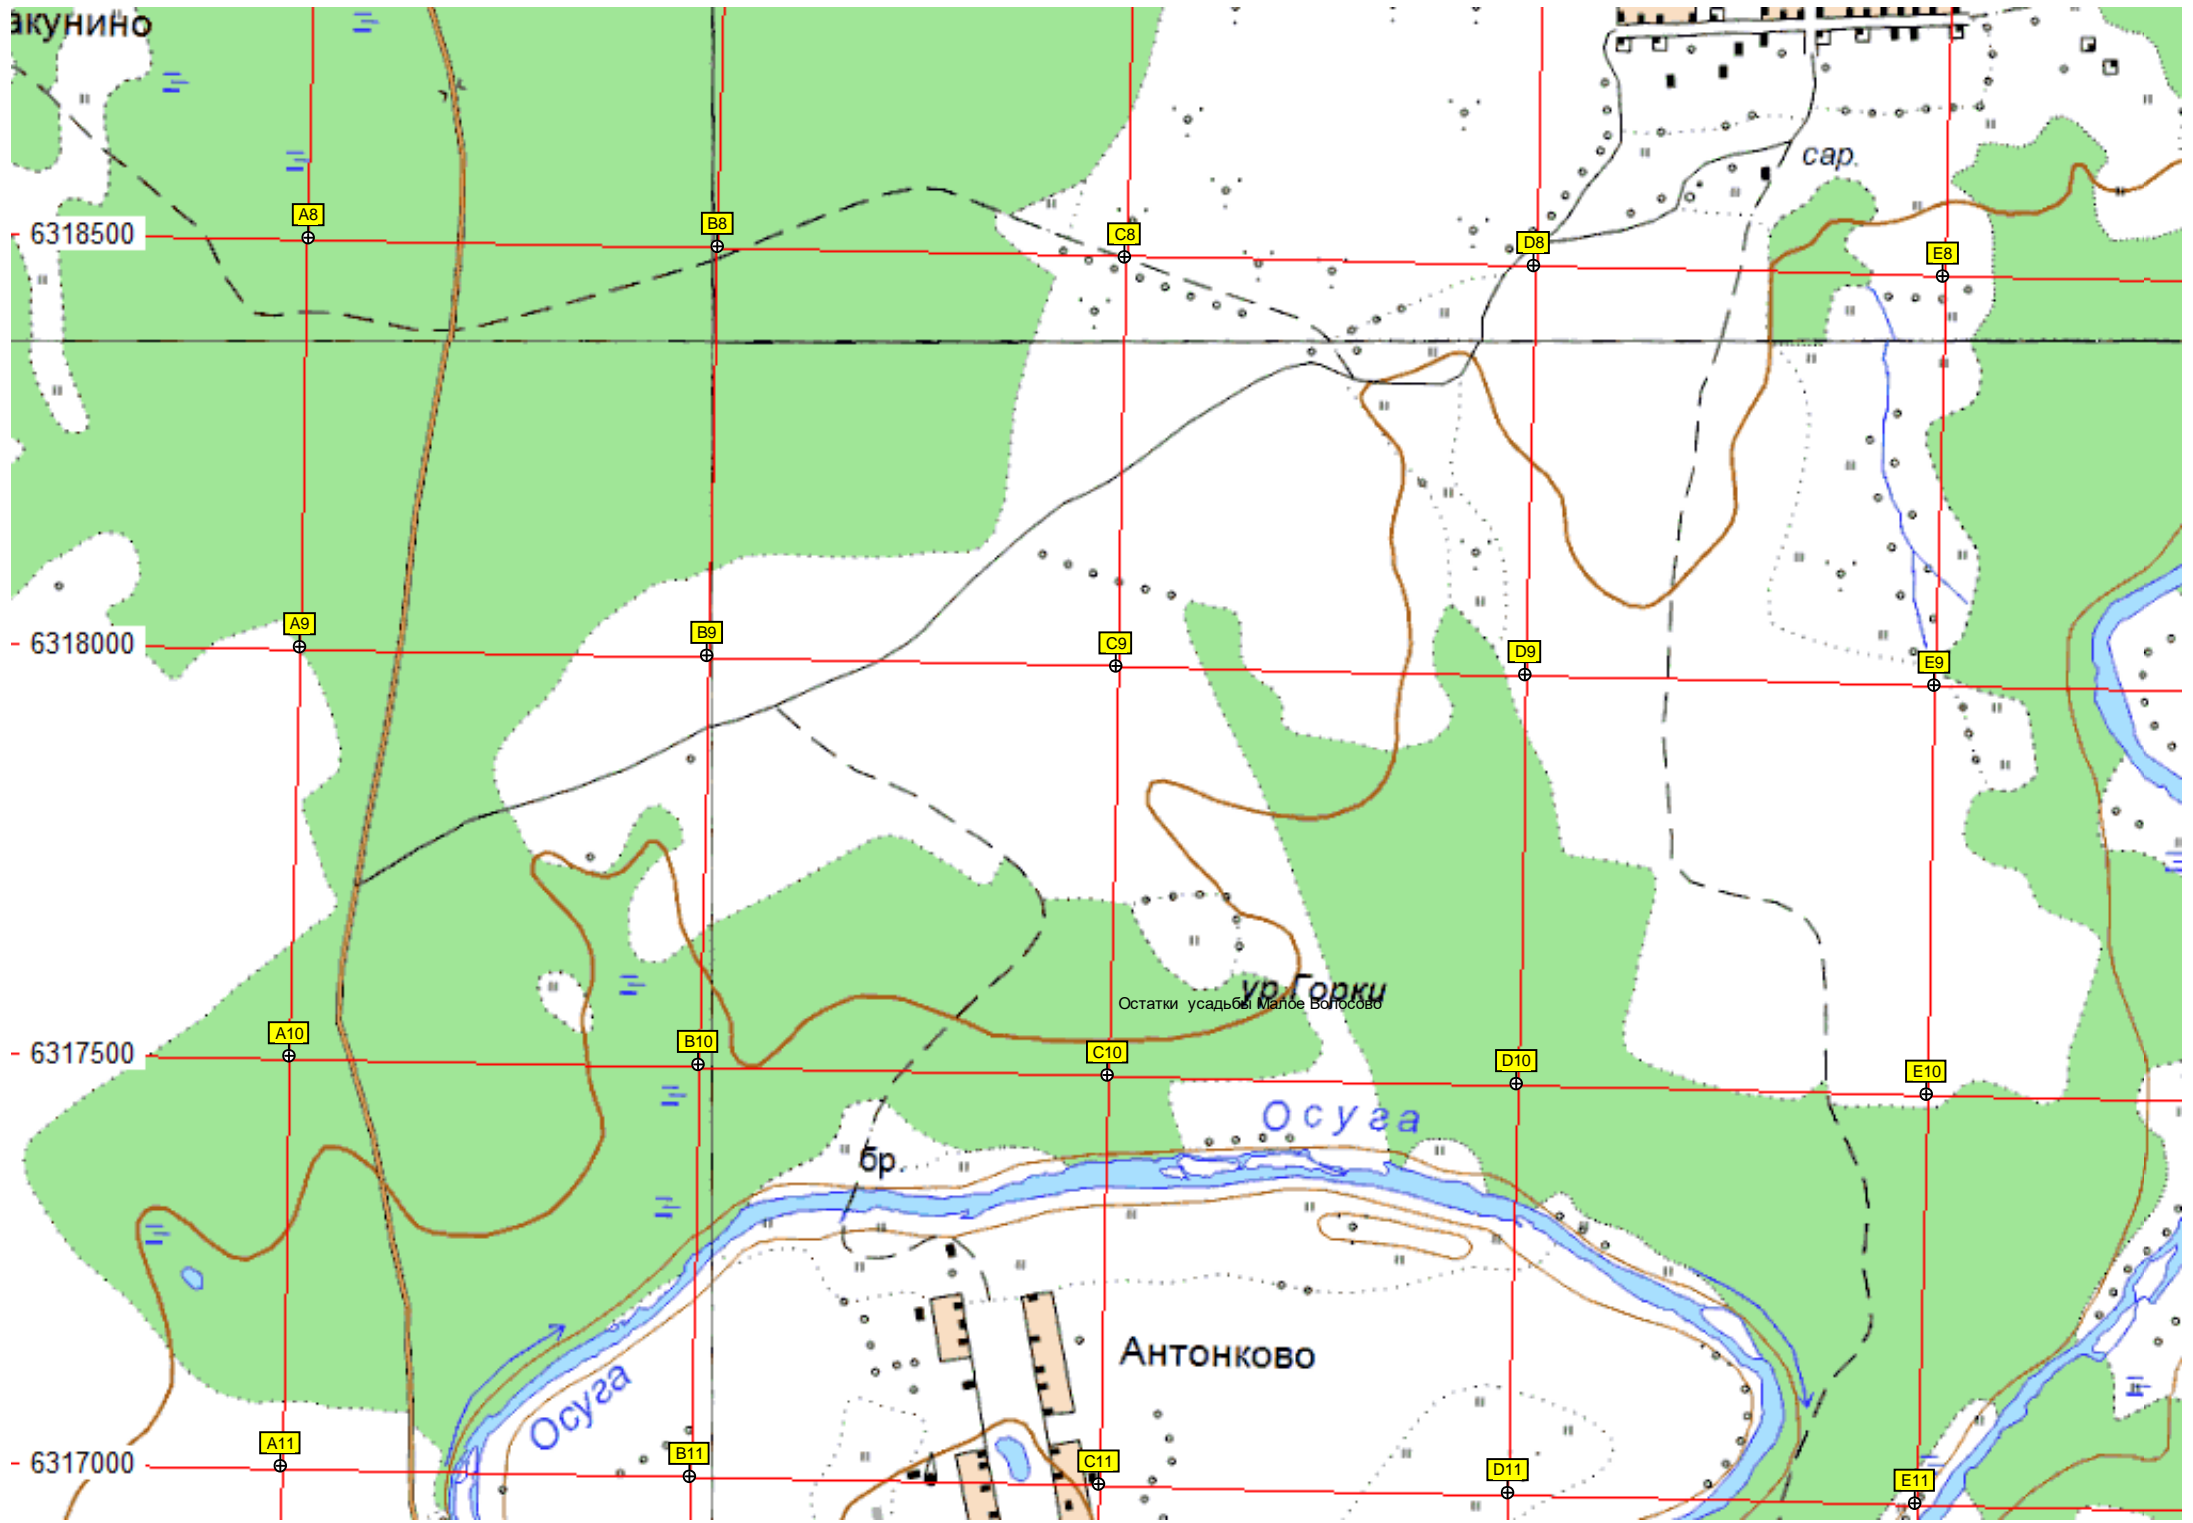 акунино
сар.
A8
B8
C8
D8
E8
6318500
A9
B9
C9
D9
E9
6318000
ур.Горки
Остатки усадьбы Малое Волосово
A10
B10
C10
D10
E10
6317500
Осуга
бр.
Антонково
Осуга
A11
B11
C11
D11
E11
6317000